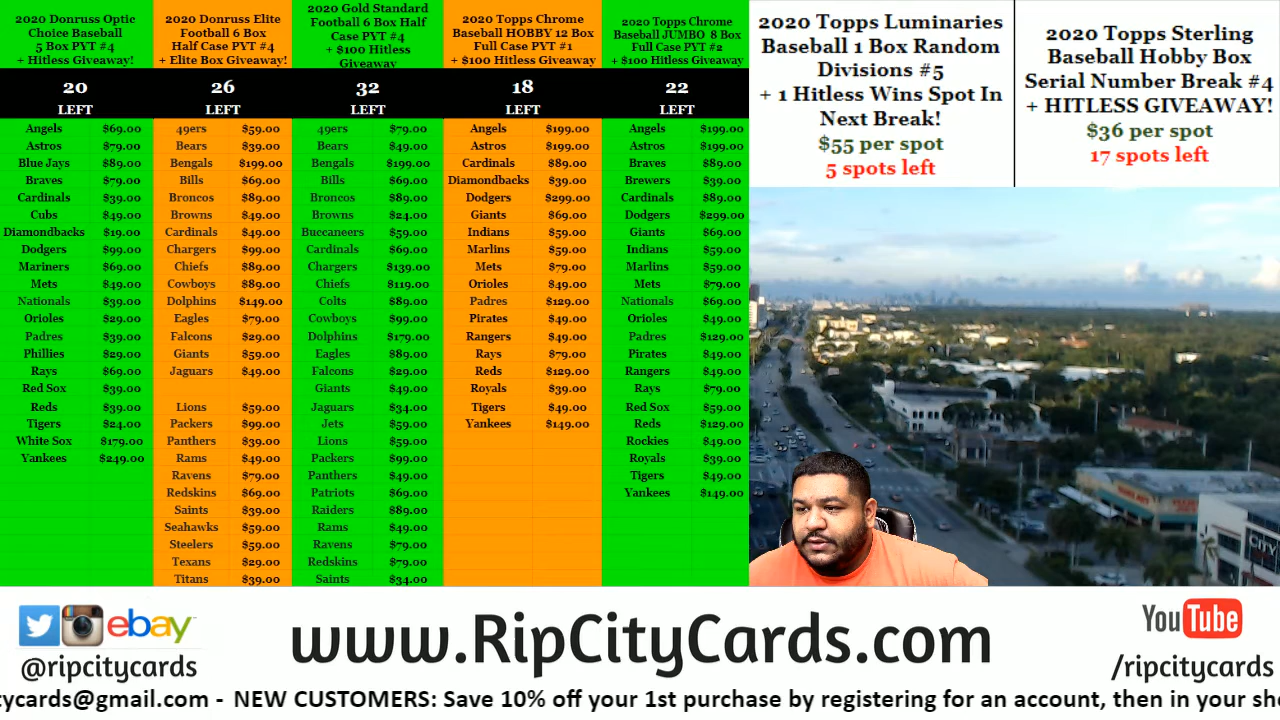 2020 Donruss Optic
Choice Baseball
5 Box PYT #4
+ Hitless Giveaway!
20
LEFT
Angels $69.00
Astros $79.00
Blue Jays $89.00
Braves $79.00
Cardinals $39.00
Cubs $49.00
Diamondbacks $19.00
Dodgers $99.00
Mariners $69.00
Mets $49.00
Nationals $39.00
Orioles $29.00
Padres $39.00
Phillies $29.00
Rays $69.00
Red Sox $39.00
Reds $39.00
Tigers $24.00
White Sox $179.00
Yankees $249.00
2020 Donruss Elite
Football 6 Box
Half Case PYT #4
+ Elite Box Giveaway!
26
LEFT
49ers $59.00
Bears $39.00
Bengals $199.00
Bills $69.00
Broncos $89.00
Browns $49.00
Cardinals $49.00
Chargers $99.00
Chiefs $89.00
Cowboys $89.00
Dolphins $149.00
Eagles $79.00
Falcons $29.00
Giants $59.00
Jaguars $49.00
Lions $59.00
Packers $99.00
Panthers $39.00
Rams $49.00
Ravens $79.00
Redskins $69.00
Saints $39.00
Seahawks $59.00
Steelers $59.00
Texans $29.00
Titans $39.00
2020 Gold Standard
Football 6 Box Half
Case PYT #4
+ $100 Hitless
Giveaway
32
LEFT
49ers $79.00
Bears $49.00
Bengals $199.00
Bills $69.00
Broncos $89.00
Browns $24.00
Buccaneers $59.00
Cardinals $69.00
Chargers $139.00
Chiefs $119.00
Colts $89.00
Cowboys $99.00
Dolphins $179.00
Eagles $89.00
Falcons $29.00
Giants $49.00
Jaguars $34.00
Jets $59.00
Lions $59.00
Packers $99.00
Panthers $49.00
Patriots $69.00
Raiders $89.00
Rams $49.00
Ravens $79.00
Redskins $79.00
Saints $34.00
2020 Topps Chrome
Baseball HOBBY 12 Box
Full Case PYT #1
+ $100 Hitless Giveaway
18
LEFT
Angels $199.00
Astros $199.00
Cardinals $89.00
Diamondbacks $39.00
Dodgers $299.00
Giants $69.00
Indians $59.00
Marlins $59.00
Mets $79.00
Orioles $49.00
Padres $129.00
Pirates $49.00
Rangers $49.00
Rays $79.00
Reds $129.00
Royals $39.00
Tigers $49.00
Yankees $149.00
2020 Topps Chrome
Baseball JUMBO 8 Box
Full Case PYT #2
+ $100 Hitless Giveaway
22
LEFT
Angels $199.00
Astros $199.00
Braves $89.00
Brewers $39.00
Cardinals $89.00
Dodgers $299.00
Giants $69.00
Indians $59.00
Marlins $59.00
Mets $79.00
Nationals $69.00
Orioles $49.00
Padres $129.00
Pirates $49.00
Rangers $49.00
Rays $79.00
Red Sox $59.00
Reds $129.00
Rockies $49.00
Royals $39.00
Tigers $49.00
Yankees $149.00
2020 Topps Luminaries
Baseball 1 Box Random
Divisions #5
+ 1 Hitless Wins Spot In
Next Break!
$55 per spot
5 spots left
2020 Topps Sterling
Baseball Hobby Box
Serial Number Break #4
+ HITLESS GIVEAWAY!
$36 per spot
17 spots left
CITY
ebay
@ripcitycards
www.RipCityCards.com
YouTube
/ripcitycards
tycards@gmail.com - NEW CUSTOMERS: Save 10% off your 1st purchase by registering for an account, then in your sh